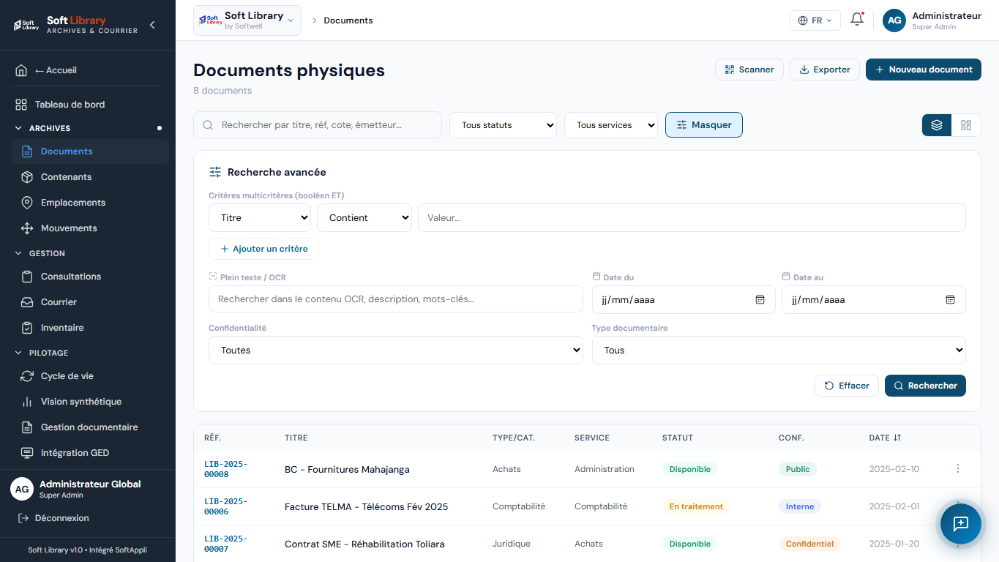 Soft Library
Soft Library
ARCHIVES & COURRIER
← Accueil
Tableau de bord
ARCHIVES
Documents
Contenants
Emplacements
Mouvements
GESTION
Consultations
Courrier
Inventaire
PILOTAGE
Cycle de vie
Vision synthétique
Gestion documentaire
Intégration GED
AG
Administrateur Global
Super Admin
Déconnexion
Soft Library v1.0 • Intégré SoftAppli
Soft Library
Soft Library
by Softwell
Documents
FR
AG
Administrateur
Super Admin
Documents physiques
8 documents
Scanner
Exporter
Nouveau document
Rechercher par titre, réf, cote, émetteur...
Tous statuts
Tous services
Masquer
Recherche avancée
Critères multicritères (booléen ET)
Titre
Contient
Valeur...
+ Ajouter un critère
Plein texte / OCR
Date du
Date au
Rechercher dans le contenu OCR, description, mots-clés...
jj/mm/aaaa
jj/mm/aaaa
Confidentialité
Type documentaire
Toutes
Tous
Effacer
Rechercher
RÉF. TITRE TYPE/CAT. SERVICE STATUT CONF. DATE
LIB-2025-00008 BC - Fournitures Mahajanga Achats Administration Disponible Public 2025-02-10
LIB-2025-00006 Facture TELMA - Télécoms Fév 2025 Comptabilité Comptabilité En traitement Interne 2025-02-01
LIB-2025-00007 Contrat SME - Réhabilitation Toliara Juridique Achats Disponible Confidentiel 2025-01-20